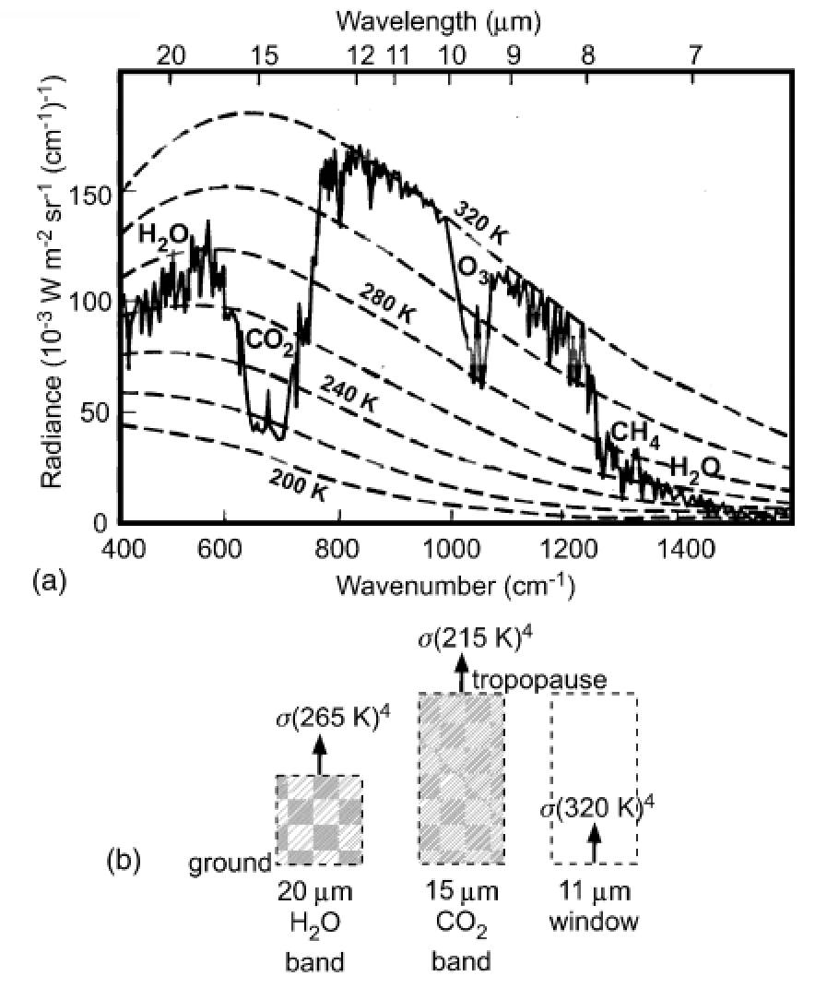 Wavelength (μm)
20 15 12 11 10 9 8 7
Radiance (10⁻³ W m⁻² sr⁻¹ (cm⁻¹)⁻¹)
150
100
50
0
H₂O
CO₂
O₃
CH₄
H₂O
320 K
280 K
240 K
200 K
400 600 800 1000 1200 1400
Wavenumber (cm⁻¹)
(a)
σ(215 K)⁴
tropopause
σ(265 K)⁴
σ(320 K)⁴
(b)
ground
20 μm 15 μm 11 μm
H₂O CO₂ window
band band